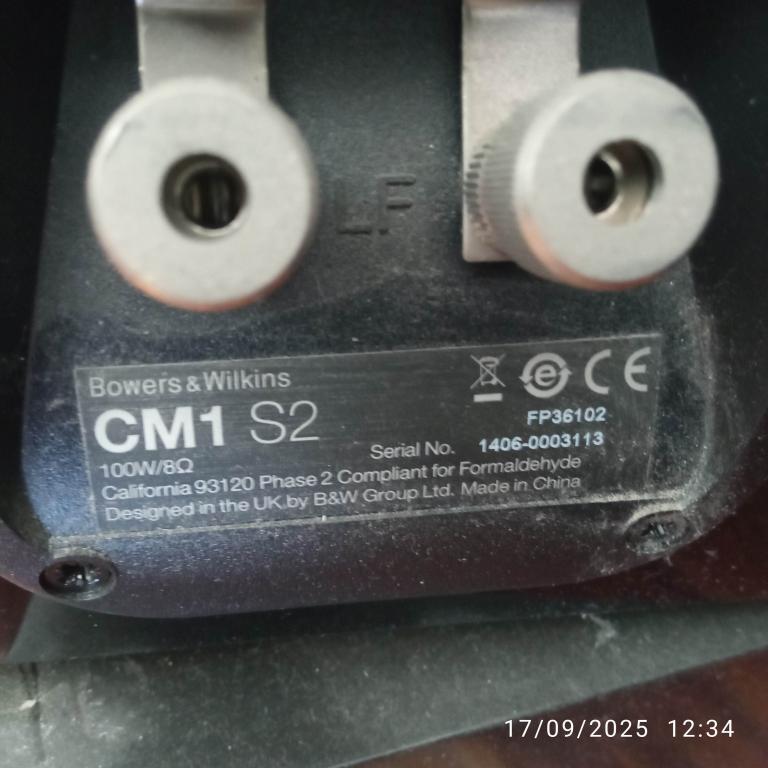 LF
Bowers & Wilkins
CM1 S2
FP36102
Serial No. 1406-0003113
100W/8Ω
California 93120 Phase 2 Compliant for Formaldehyde
Designed in the UK by B&W Group Ltd. Made in China
17/09/2025 12:34